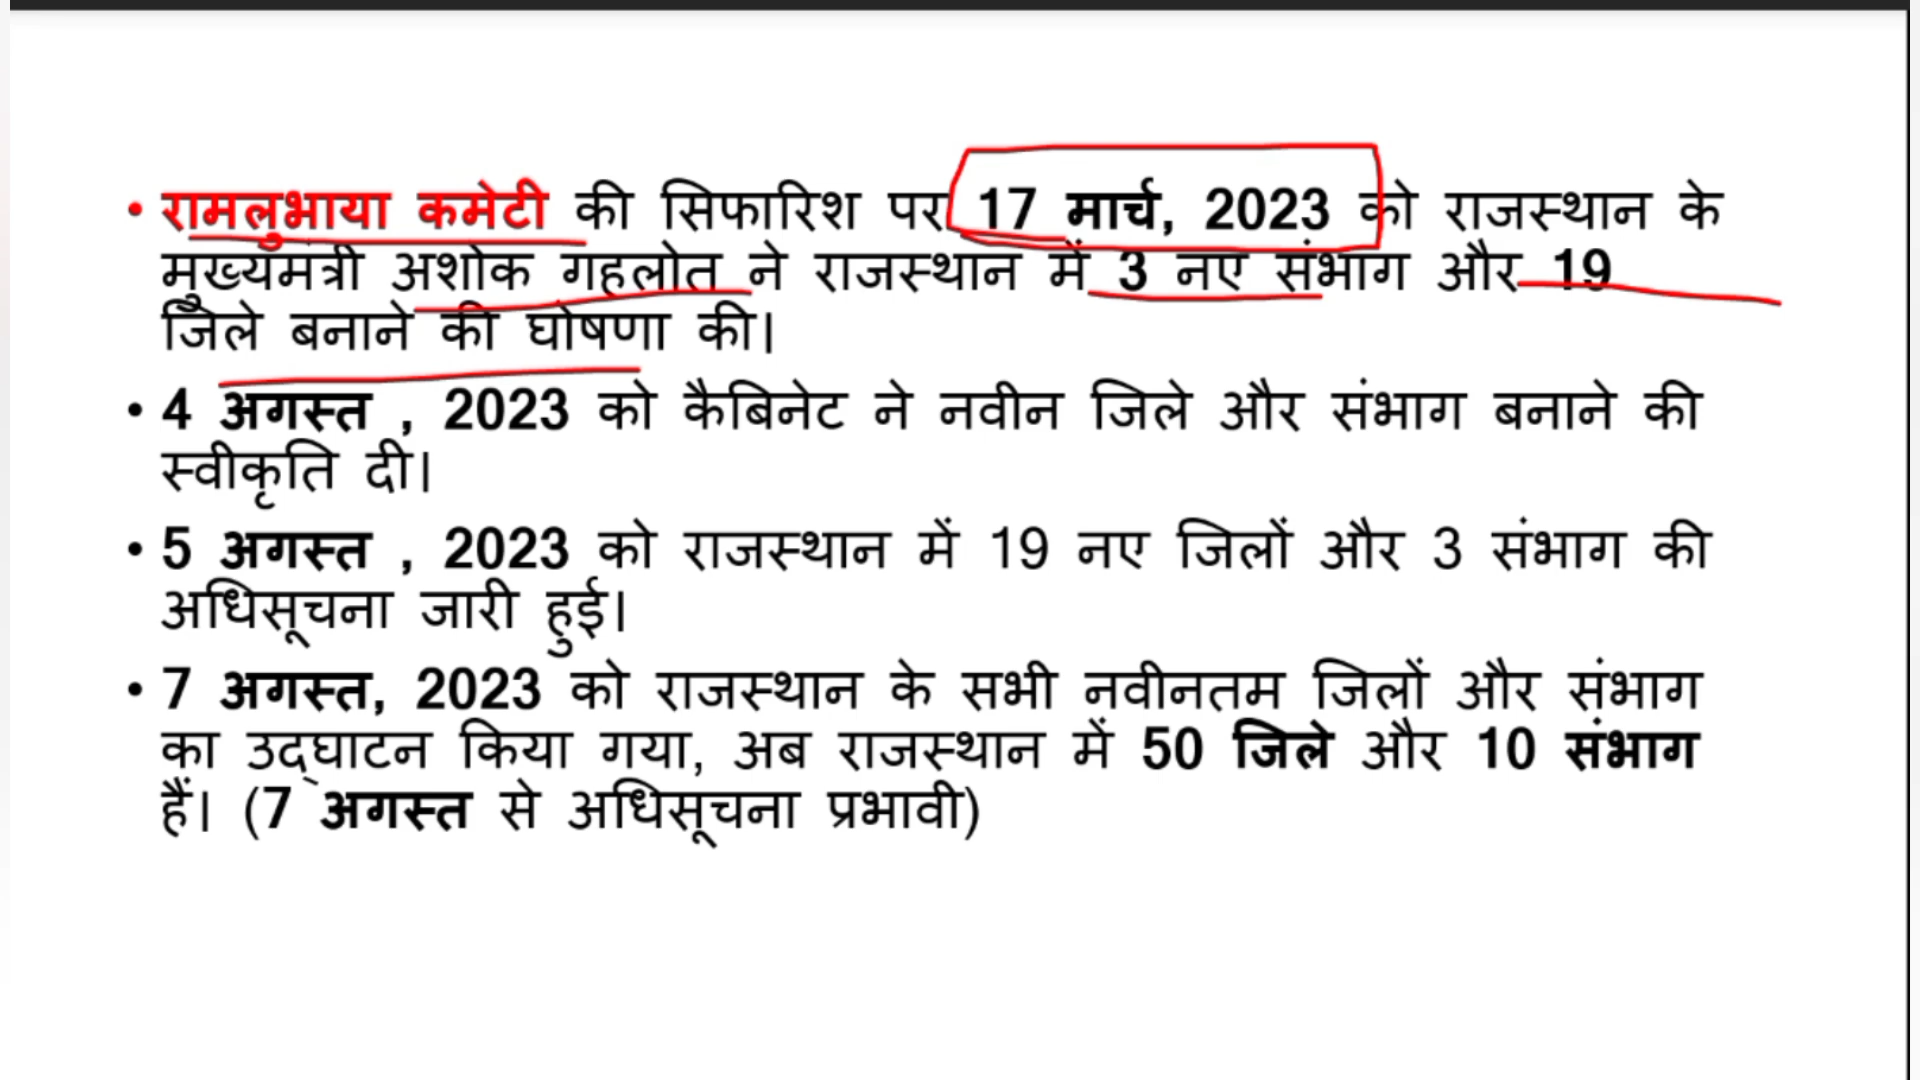 • रामलुभाया कमेटी की सिफारिश पर 17 मार्च, 2023 को राजस्थान के
मुख्यमंत्री अशोक गहलोत ने राजस्थान में 3 नए संभाग और 19
जिले बनाने की घोषणा की।
• 4 अगस्त , 2023 को कैबिनेट ने नवीन जिले और संभाग बनाने की
स्वीकृति दी।
• 5 अगस्त , 2023 को राजस्थान में 19 नए जिलों और 3 संभाग की
अधिसूचना जारी हुई।
• 7 अगस्त, 2023 को राजस्थान के सभी नवीनतम जिलों और संभाग
का उद्घाटन किया गया, अब राजस्थान में 50 जिले और 10 संभाग
हैं। (7 अगस्त से अधिसूचना प्रभावी)